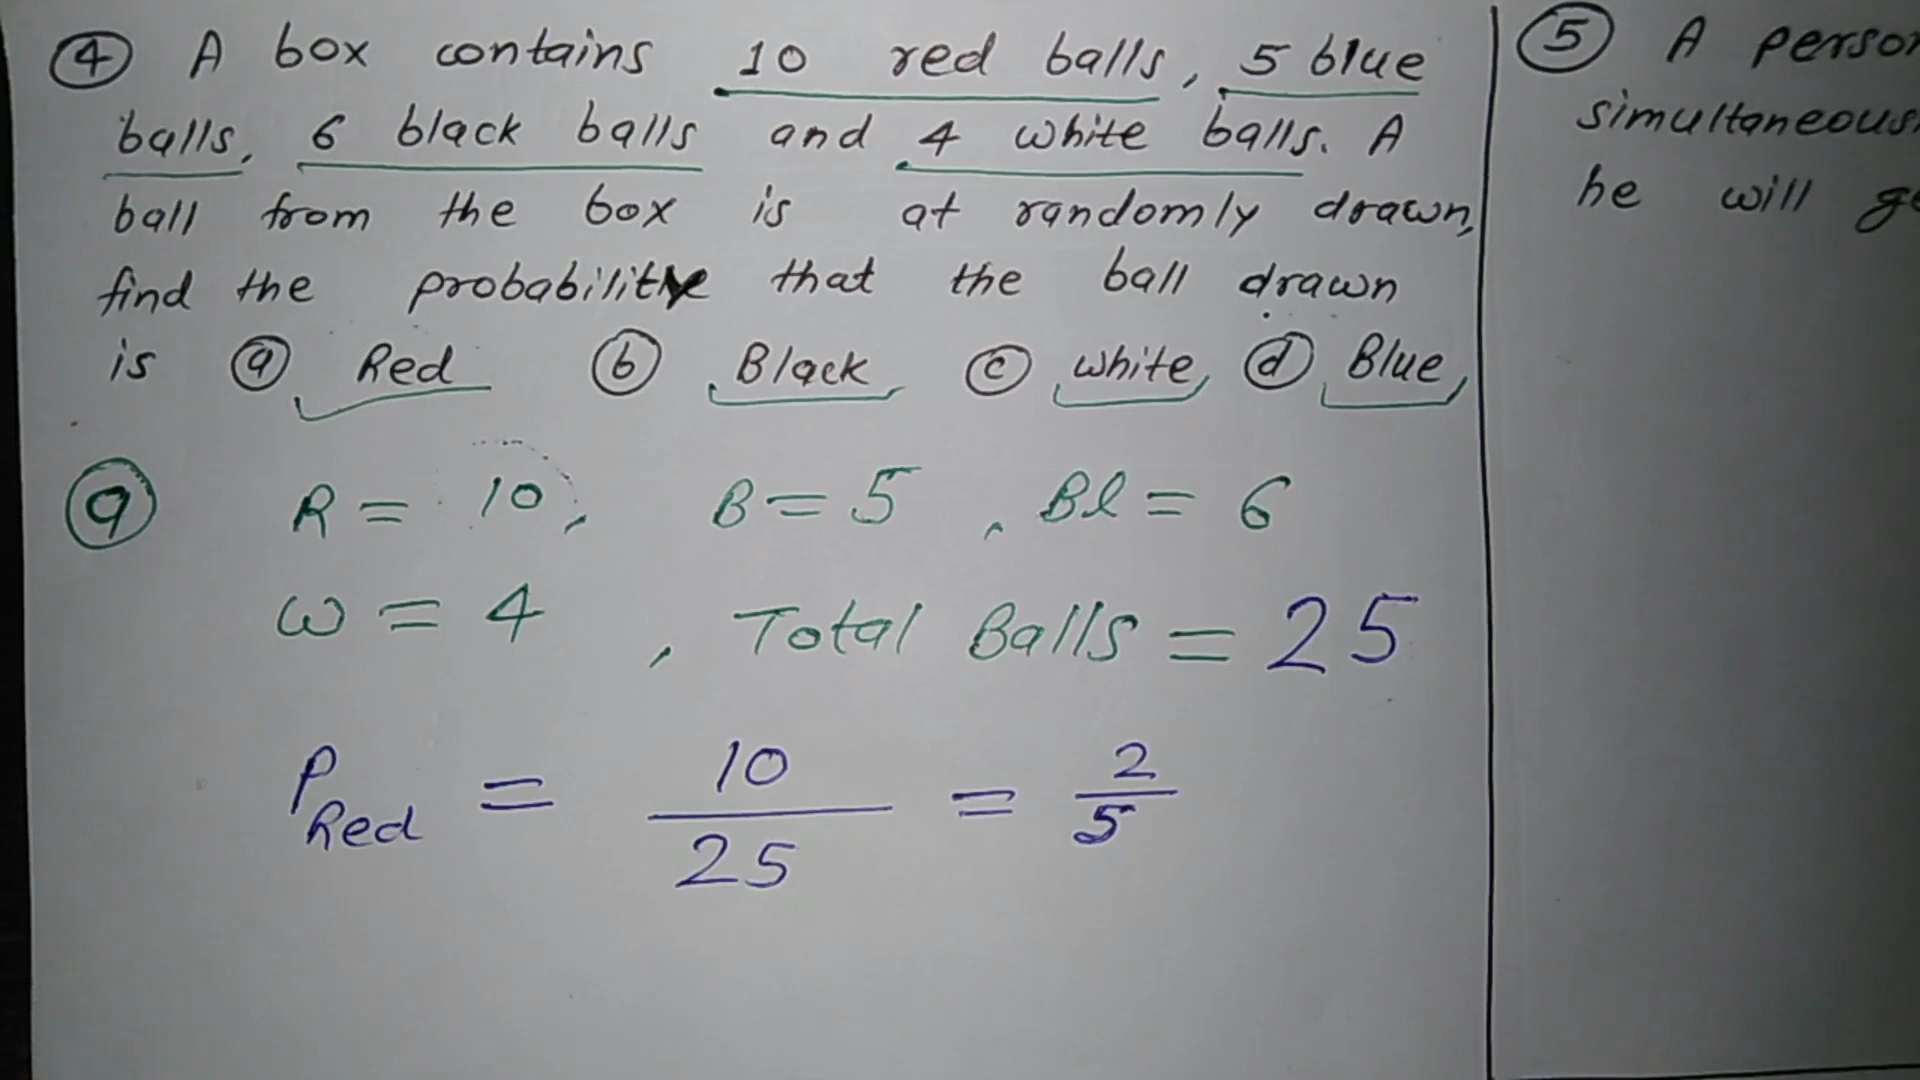 ④ A box contains 10 red balls, 5 blue
balls, 6 black balls and 4 white balls. A
ball from the box is at randomly drawn,
find the probability that the ball drawn
is ⓐ Red ⓑ Black ⓒ white, ⓓ Blue,
ⓐ R = 10, B = 5, Bl = 6
W = 4, Total Balls = 25
P Red = 10/25 = 2/5
⑤ A person
simultaneous
he will